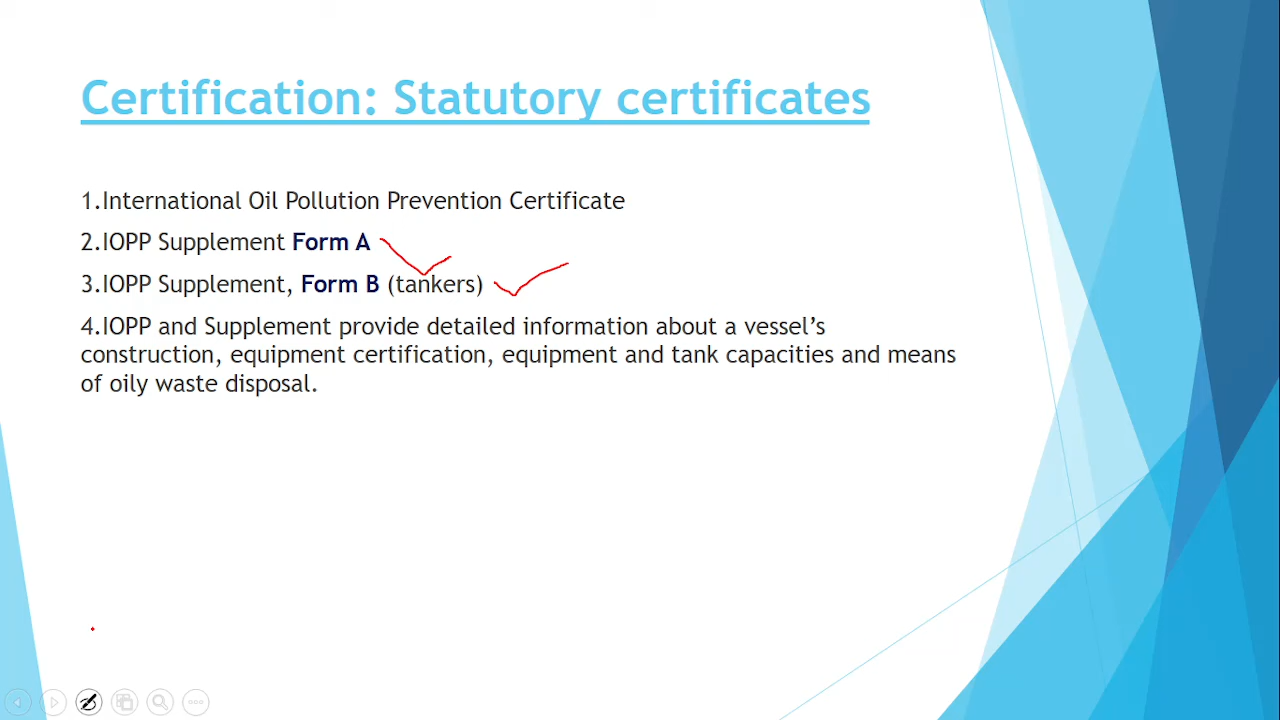 Certification: Statutory certificates
1.International Oil Pollution Prevention Certificate
2.IOPP Supplement Form A
3.IOPP Supplement, Form B (tankers)
4.IOPP and Supplement provide detailed information about a vessel’s
construction, equipment certification, equipment and tank capacities and means
of oily waste disposal.